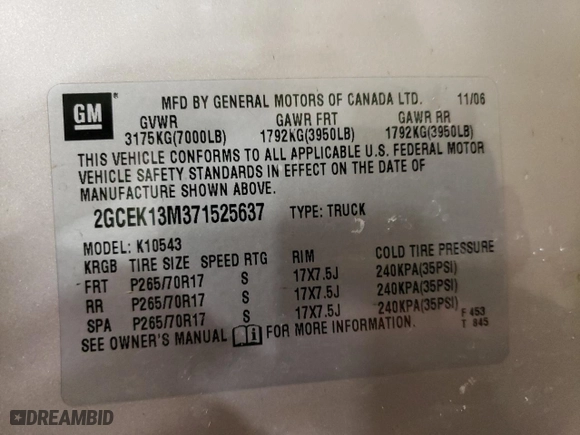 GM ® MFD BY GENERAL MOTORS OF CANADA LTD. 11/06
GVWR GAWR FRT GAWR RR
3175KG(7000LB) 1792KG(3950LB) 1792KG(3950LB)
THIS VEHICLE CONFORMS TO ALL APPLICABLE U.S. FEDERAL MOTOR
VEHICLE SAFETY STANDARDS IN EFFECT ON THE DATE OF
MANUFACTURE SHOWN ABOVE.
2GCEK13M371525637 TYPE: TRUCK
MODEL: K10543
KRGB TIRE SIZE SPEED RTG RIM COLD TIRE PRESSURE
FRT P265/70R17 S 17X7.5J 240KPA(35PSI)
RR P265/70R17 S 17X7.5J 240KPA(35PSI)
SPA P265/70R17 S 17X7.5J 240KPA(35PSI)
F 453
T 845
SEE OWNER'S MANUAL i FOR MORE INFORMATION.
DREAMBID